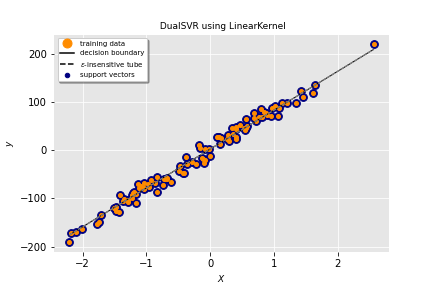 DualSVR using LinearKernel
training data
decision boundary
ε-insensitive tube
support vectors
y
200
100
0
−100
−200
−2
−1
0
1
2
X